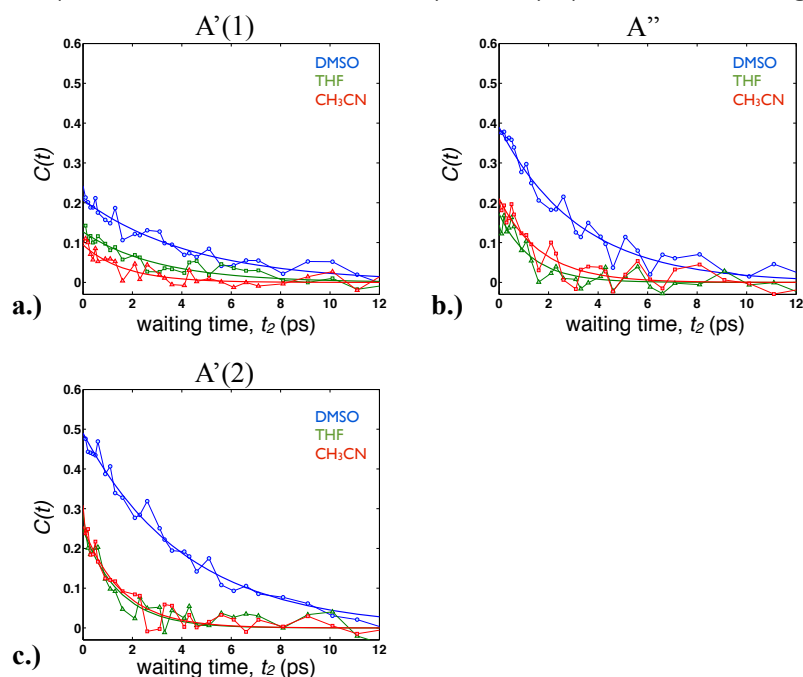 A'(1)
0.6
0.5
0.4
0.3
0.2
0.1
0
C(t)
DMSO
THF
CH₃CN
0 2 4 6 8 10 12
waiting time, t₂ (ps)
a.)
A''
0.6
0.5
0.4
0.3
0.2
0.1
0
C(t)
DMSO
THF
CH₃CN
0 2 4 6 8 10 12
waiting time, t₂ (ps)
b.)
A'(2)
0.6
0.5
0.4
0.3
0.2
0.1
0
C(t)
DMSO
THF
CH₃CN
0 2 4 6 8 10 12
waiting time, t₂ (ps)
c.)